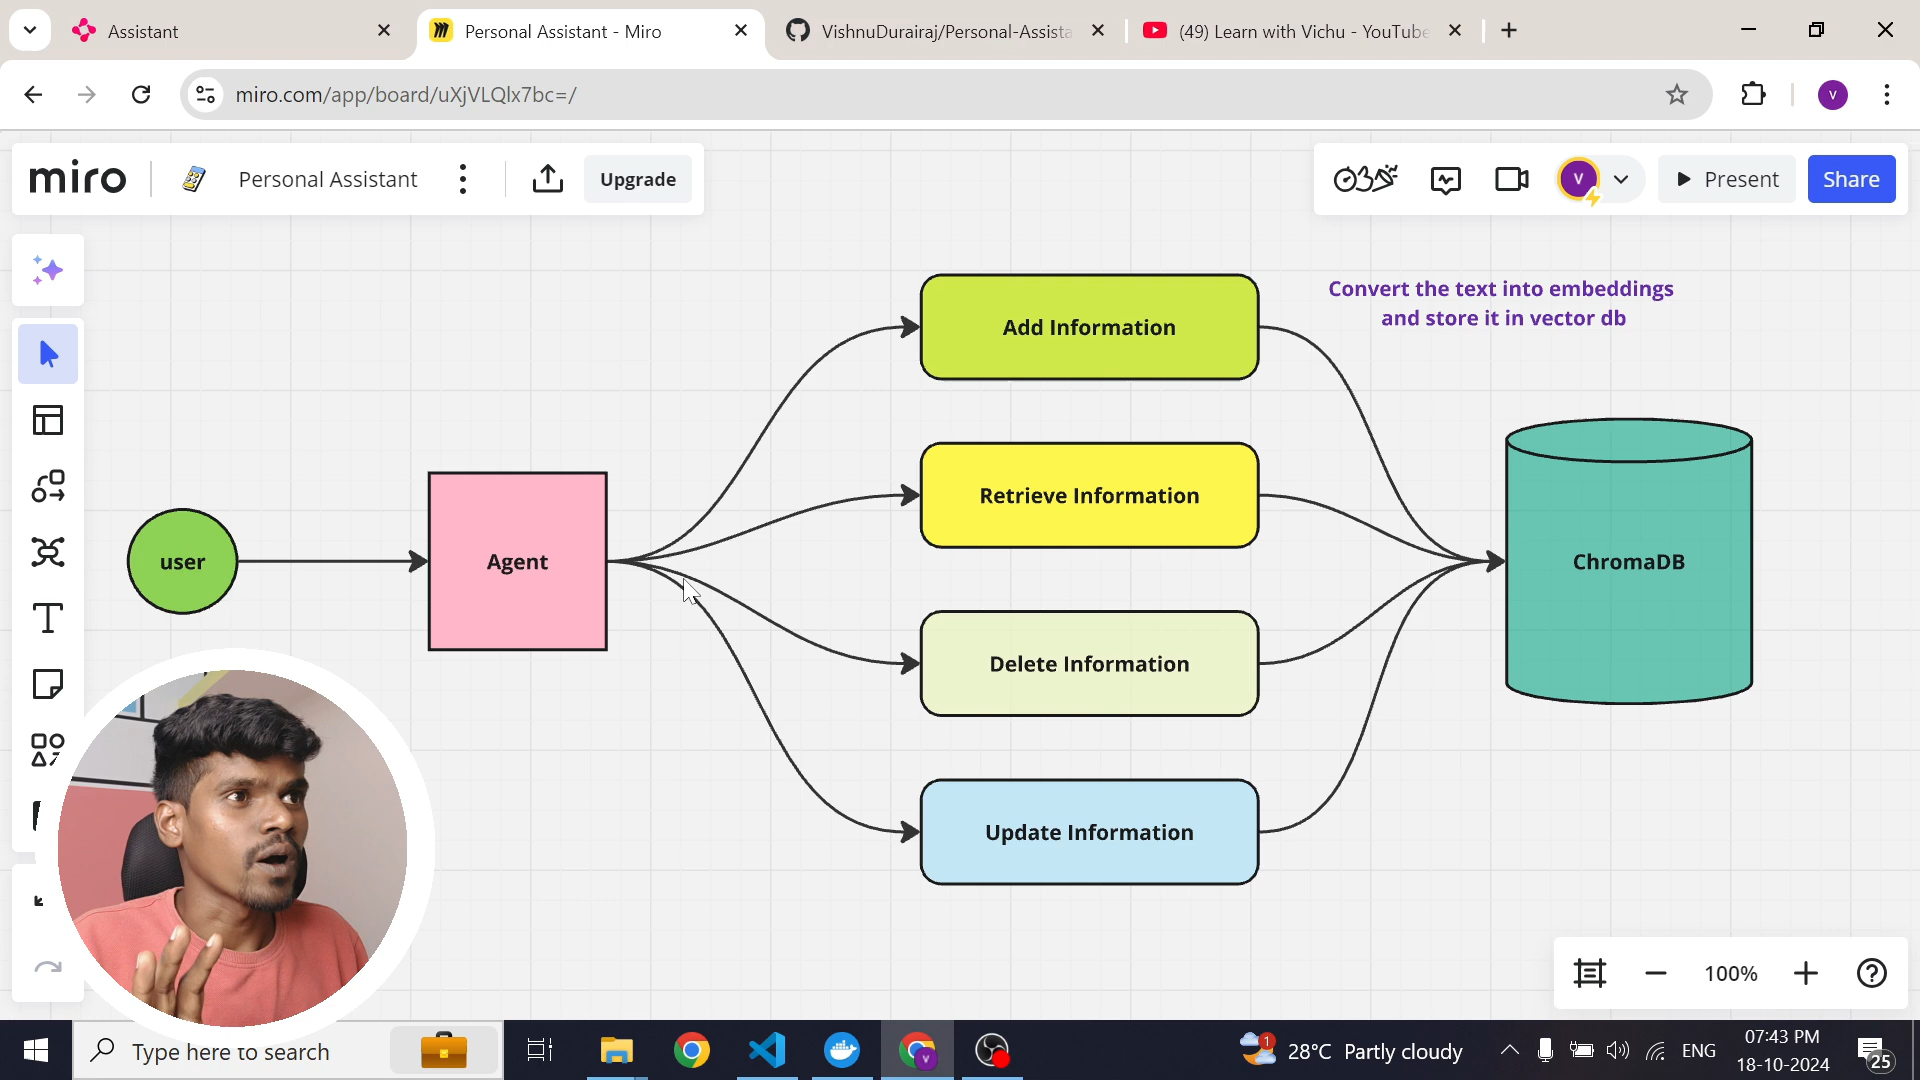 Assistant
Personal Assistant - Miro
VishnuDurairaj/Personal-Assista
(49) Learn with Vichu - YouTube
miro.com/app/board/uXjVLQlx7bc=/
V
miro
Personal Assistant
Upgrade
V
Present
Share
Convert the text into embeddings
and store it in vector db
Add Information
Retrieve Information
user
Agent
ChromaDB
Delete Information
Update Information
100%
Type here to search
V
1
28°C Partly cloudy
ENG
07:43 PM
18-10-2024
25